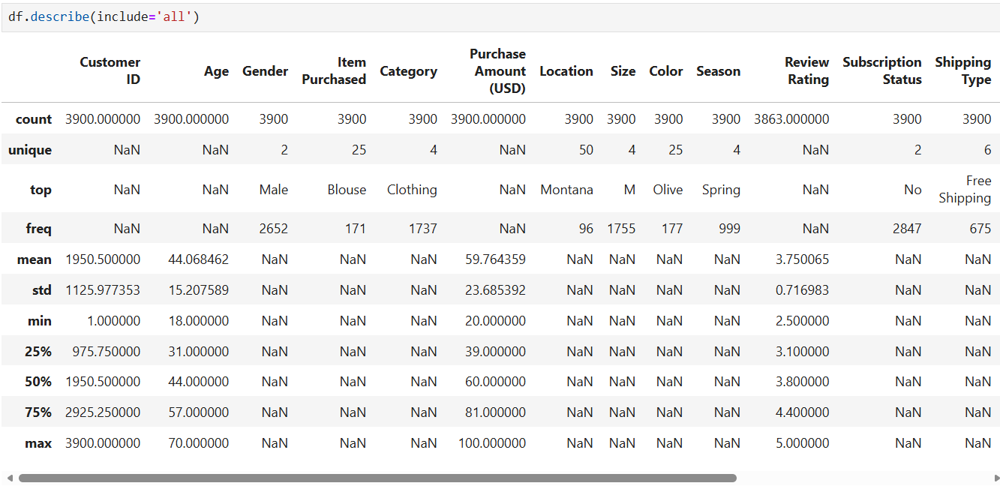 df.describe(include='all')
Customer ID Age Gender Item Purchased Category Purchase Amount (USD) Location Size Color Season Review Rating Subscription Status Shipping Type
count 3900.000000 3900.000000 3900 3900 3900 3900.000000 3900 3900 3900 3900 3863.000000 3900 3900
unique NaN NaN 2 25 4 NaN 50 4 25 4 NaN 2 6
top NaN NaN Male Blouse Clothing NaN Montana M Olive Spring NaN No Free Shipping
freq NaN NaN 2652 171 1737 NaN 96 1755 177 999 NaN 2847 675
mean 1950.500000 44.068462 NaN NaN NaN 59.764359 NaN NaN NaN NaN 3.750065 NaN NaN
std 1125.977353 15.207589 NaN NaN NaN 23.685392 NaN NaN NaN NaN 0.716983 NaN NaN
min 1.000000 18.000000 NaN NaN NaN 20.000000 NaN NaN NaN NaN 2.500000 NaN NaN
25% 975.750000 31.000000 NaN NaN NaN 39.000000 NaN NaN NaN NaN 3.100000 NaN NaN
50% 1950.500000 44.000000 NaN NaN NaN 60.000000 NaN NaN NaN NaN 3.800000 NaN NaN
75% 2925.250000 57.000000 NaN NaN NaN 81.000000 NaN NaN NaN NaN 4.400000 NaN NaN
max 3900.000000 70.000000 NaN NaN NaN 100.000000 NaN NaN NaN NaN 5.000000 NaN NaN